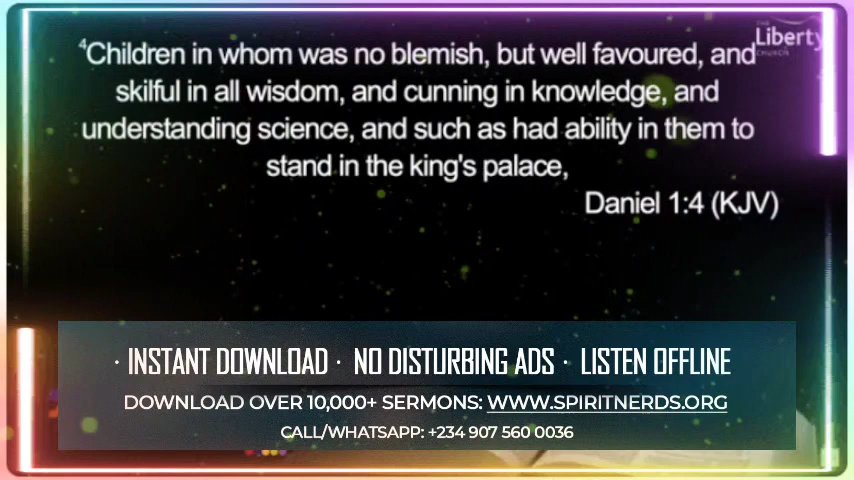 THE
Liberty
CHURCH
⁴Children in whom was no blemish, but well favoured, and
skilful in all wisdom, and cunning in knowledge, and
understanding science, and such as had ability in them to
stand in the king's palace,
Daniel 1:4 (KJV)
· INSTANT DOWNLOAD · NO DISTURBING ADS · LISTEN OFFLINE
DOWNLOAD OVER 10,000+ SERMONS: WWW.SPIRITNERDS.ORG
CALL/WHATSAPP: +234 907 560 0036